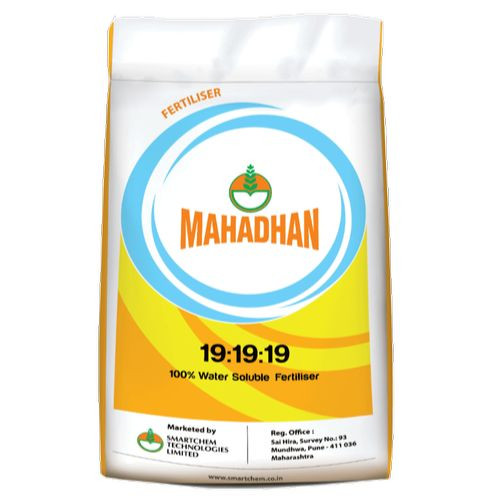 FERTILISER
MAHADHAN
19:19:19
100% Water Soluble Fertiliser
Marketed by
SMARTCHEM
TECHNOLOGIES
LIMITED
Reg. Office :
Sai Hira, Survey No.: 93
Mundhwa, Pune - 411 036
Maharashtra
www.smartchem.co.in